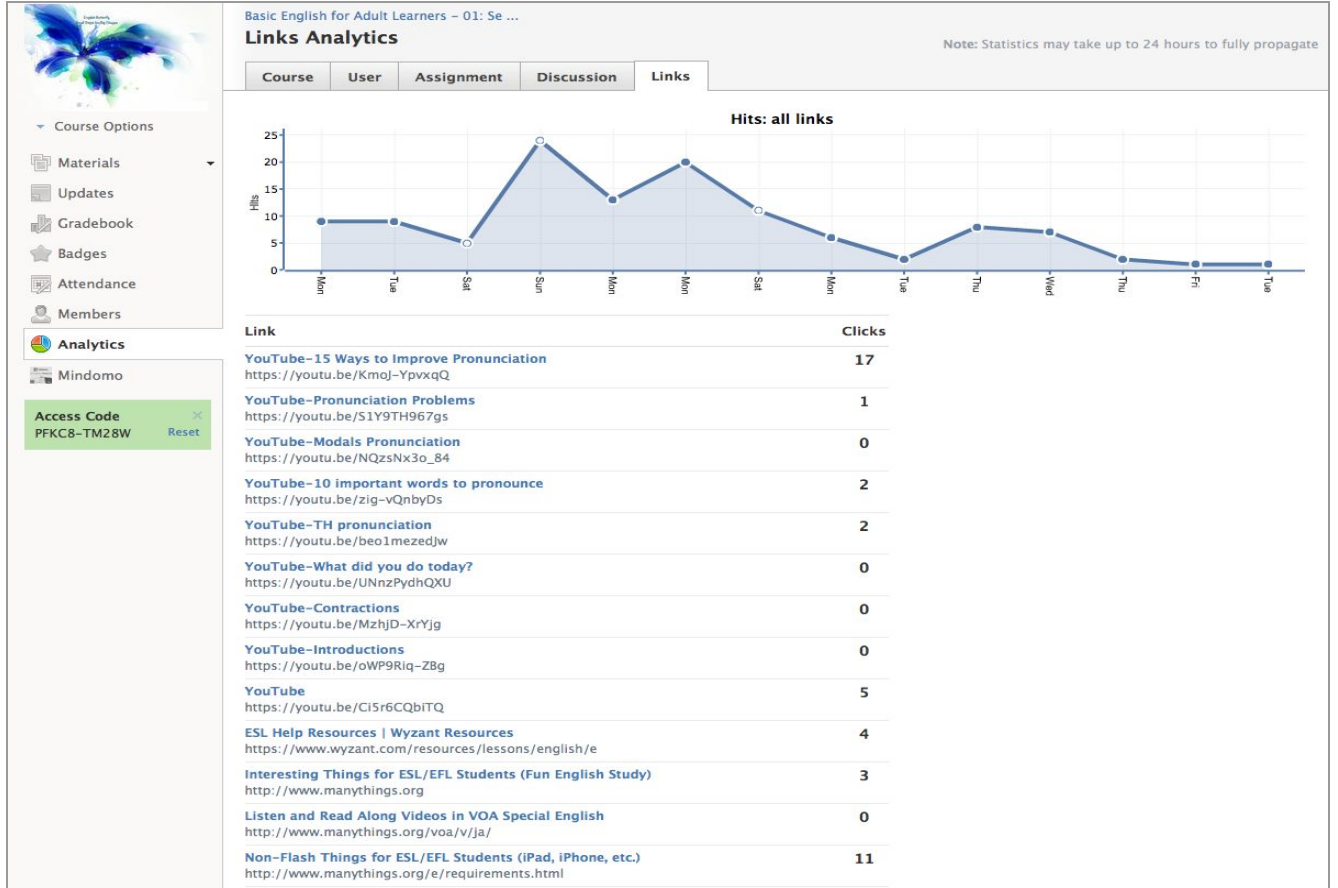 Basic English for Adult Learners – 01: Se ...
Links Analytics
Note: Statistics may take up to 24 hours to fully propagate
Course User Assignment Discussion Links
Course Options
Materials
Updates
Gradebook
Badges
Attendance
Members
Analytics
Mindomo
Access Code ×
PFKC8-TM28W Reset
Hits: all links
Hits
25
20
15
10
5
0
Mon Tue Sat Sun Mon Mon Sat Mon Tue Thu Wed Thu Fri Tue
Link Clicks
YouTube-15 Ways to Improve Pronunciation 17
https://youtu.be/KmoJ-YpvxqQ
YouTube-Pronunciation Problems 1
https://youtu.be/S1Y9TH967gs
YouTube-Modals Pronunciation 0
https://youtu.be/NQzsNx3o_84
YouTube-10 important words to pronounce 2
https://youtu.be/zig-vQnbyDs
YouTube-TH pronunciation 2
https://youtu.be/beo1mezedJw
YouTube-What did you do today? 0
https://youtu.be/UNnzPydhQXU
YouTube-Contractions 0
https://youtu.be/MzhjD-XrYjg
YouTube-Introductions 0
https://youtu.be/oWP9Riq-ZBg
YouTube 5
https://youtu.be/Ci5r6CQbiTQ
ESL Help Resources | Wyzant Resources 4
https://www.wyzant.com/resources/lessons/english/e
Interesting Things for ESL/EFL Students (Fun English Study) 3
http://www.manythings.org
Listen and Read Along Videos in VOA Special English 0
http://www.manythings.org/voa/v/ja/
Non-Flash Things for ESL/EFL Students (iPad, iPhone, etc.) 11
http://www.manythings.org/e/requirements.html